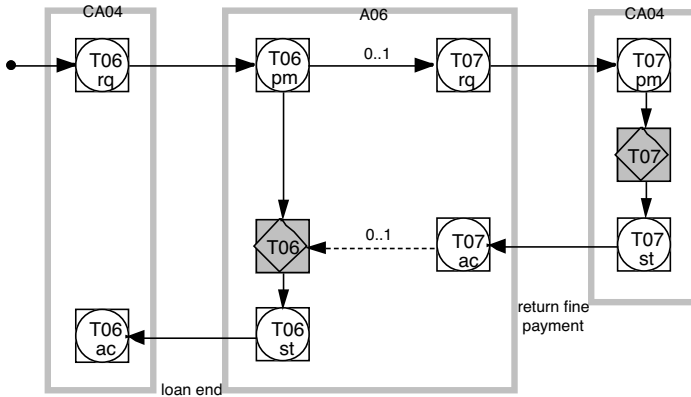 CA04
A06
CA04
T06
rq
T06
pm
0..1
T07
rq
T07
pm
T07
T06
0..1
T07
ac
T07
st
return fine
payment
T06
ac
T06
st
loan end